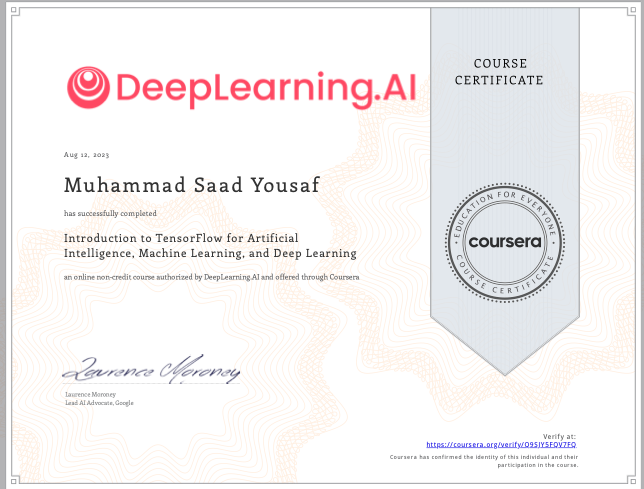 COURSE
CERTIFICATE
DeepLearning.AI
Aug 12, 2023
Muhammad Saad Yousaf
has successfully completed
Introduction to TensorFlow for Artificial
Intelligence, Machine Learning, and Deep Learning
an online non-credit course authorized by DeepLearning.AI and offered through Coursera
EDUCATION FOR EVERYONE
coursera
COURSE CERTIFICATE
Laurence Moroney
Laurence Moroney
Lead AI Advocate, Google
Verify at:
https://coursera.org/verify/Q95JY5FQV7FQ
Coursera has confirmed the identity of this individual and their
participation in the course.